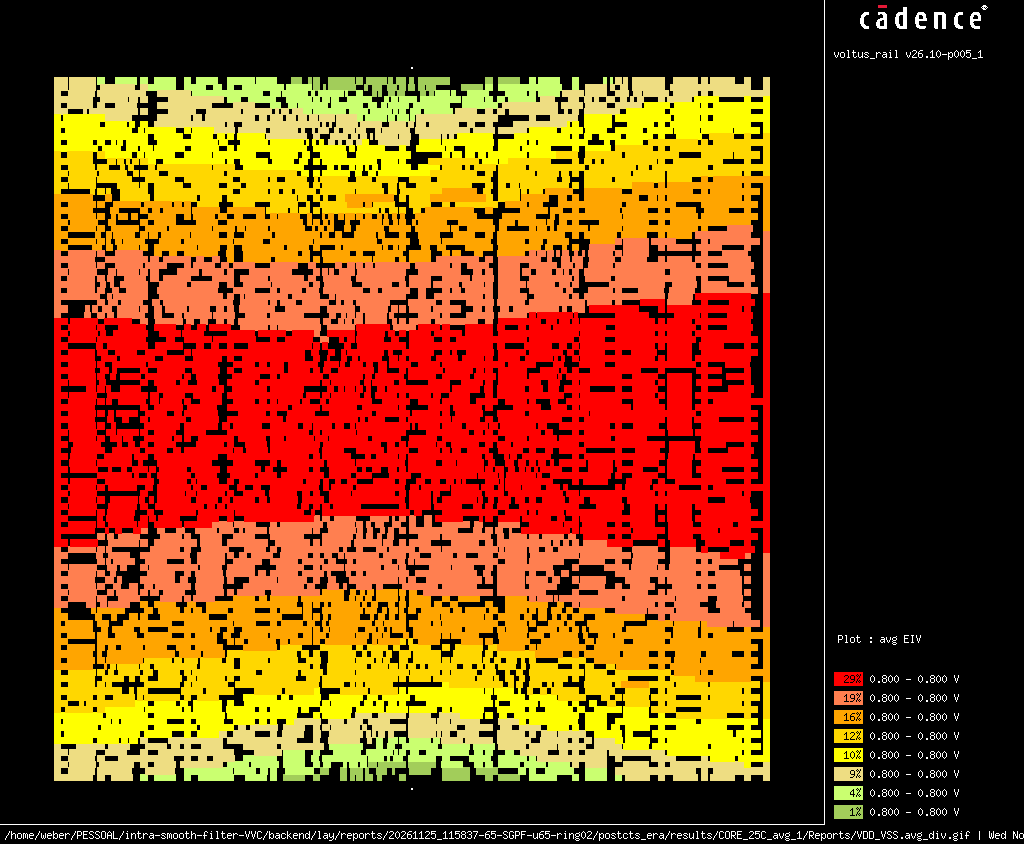 cādence®
voltus_rail v26.10-p005_1
Plot : avg EIV
29% 0.800 - 0.800 V
19% 0.800 - 0.800 V
16% 0.800 - 0.800 V
12% 0.800 - 0.800 V
10% 0.800 - 0.800 V
9% 0.800 - 0.800 V
4% 0.800 - 0.800 V
1% 0.800 - 0.800 V
/home/weber/PESSOAL/intra-smooth-filter-VVC/backend/lay/reports/20261125_115837-65-SGPF-u65-ring02/postcts_era/results/CORE_25C_avg_1/Reports/VDD_VSS.avg_div.gif | Wed No